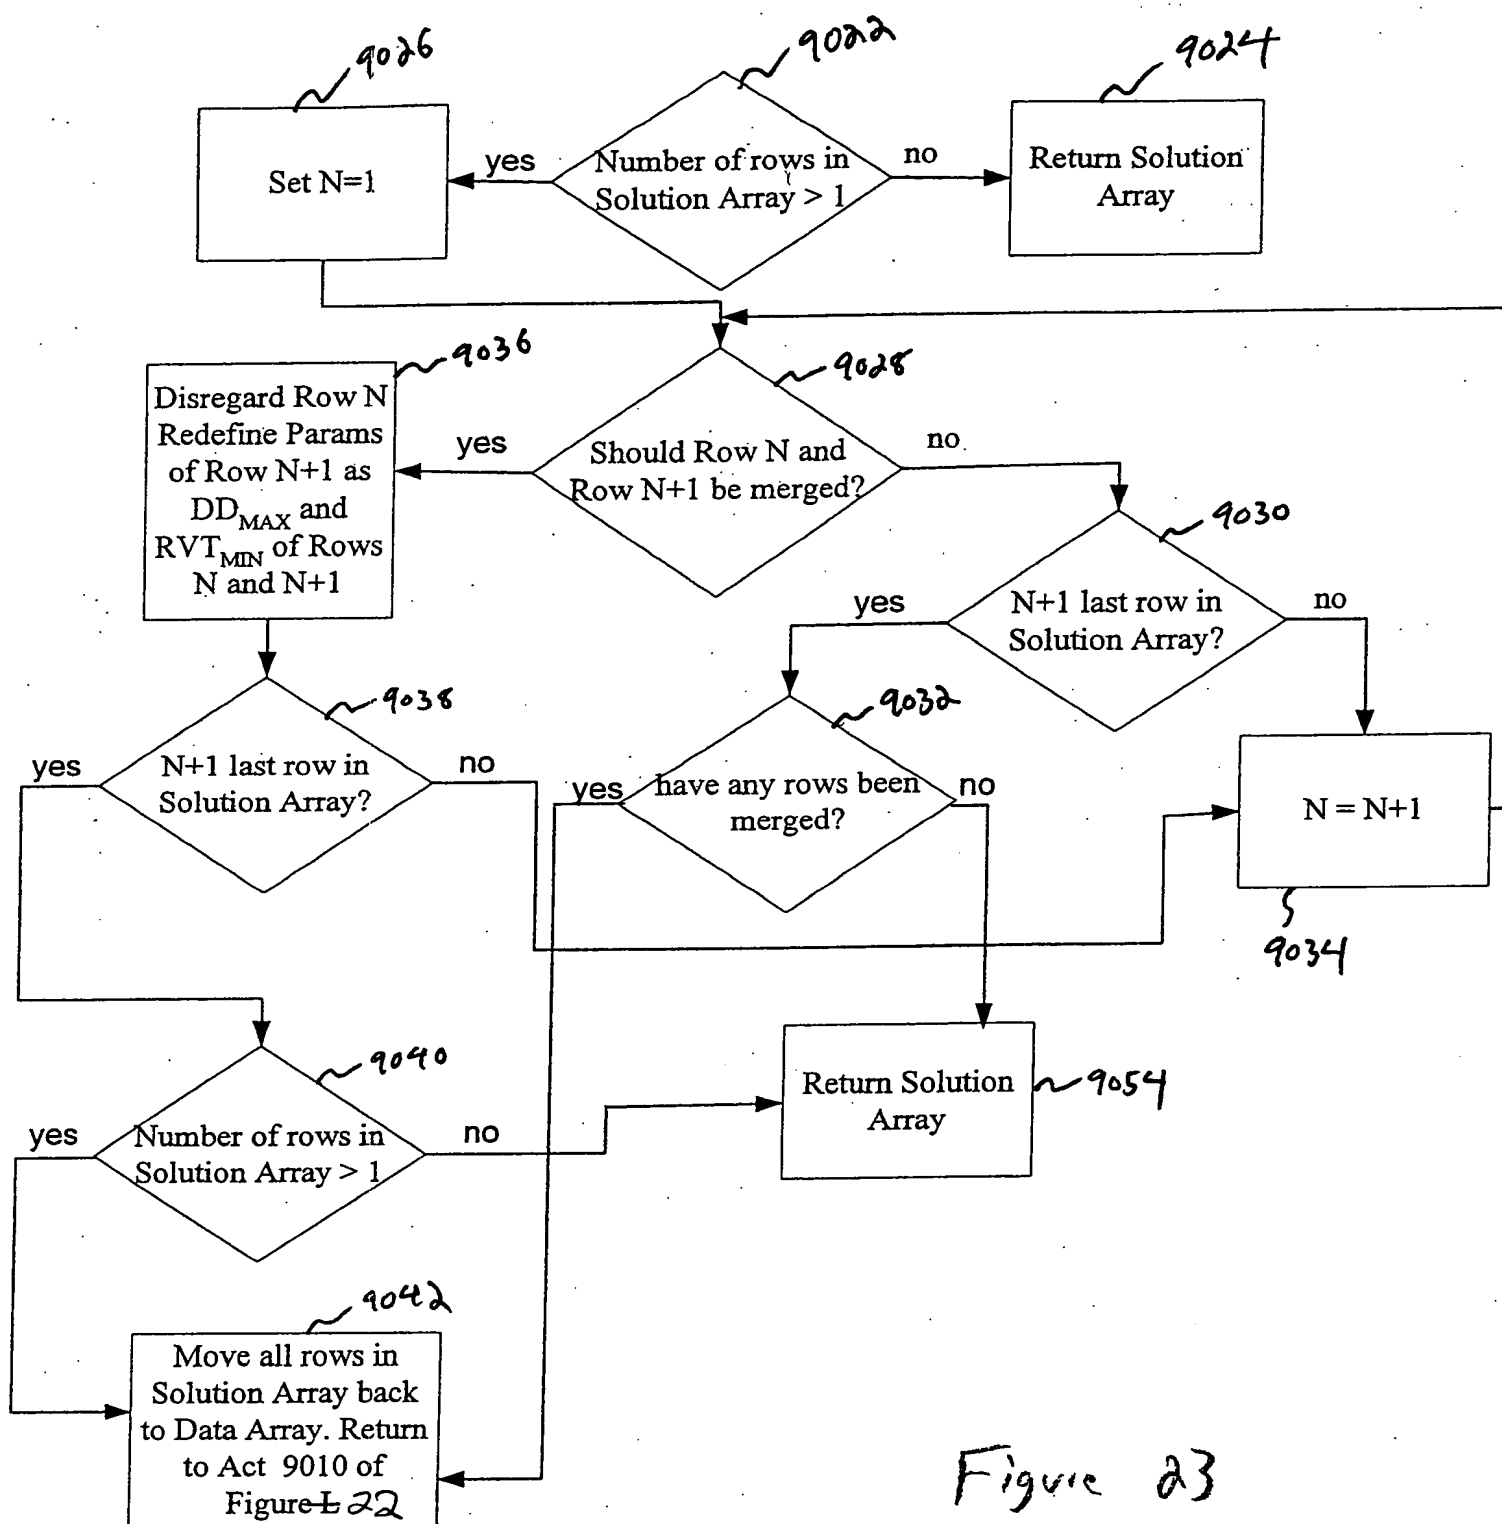 9026
9022
9024
Set N=1
yes
Number of rows in
Solution Array > 1
no
Return Solution
Array
9036
9028
Disregard Row N
Redefine Params
of Row N+1 as
DDMAX and
RVTMIN of Rows
N and N+1
yes
Should Row N and
Row N+1 be merged?
no
9030
yes
N+1 last row in
Solution Array?
no
9038
9032
yes
N+1 last row in
Solution Array?
no
yes
have any rows been
merged?
no
N = N+1
9034
9040
yes
Number of rows in
Solution Array > 1
no
Return Solution
Array
9054
9042
Move all rows in
Solution Array back
to Data Array. Return
to Act 9010 of
Figure L 22
Figure 23